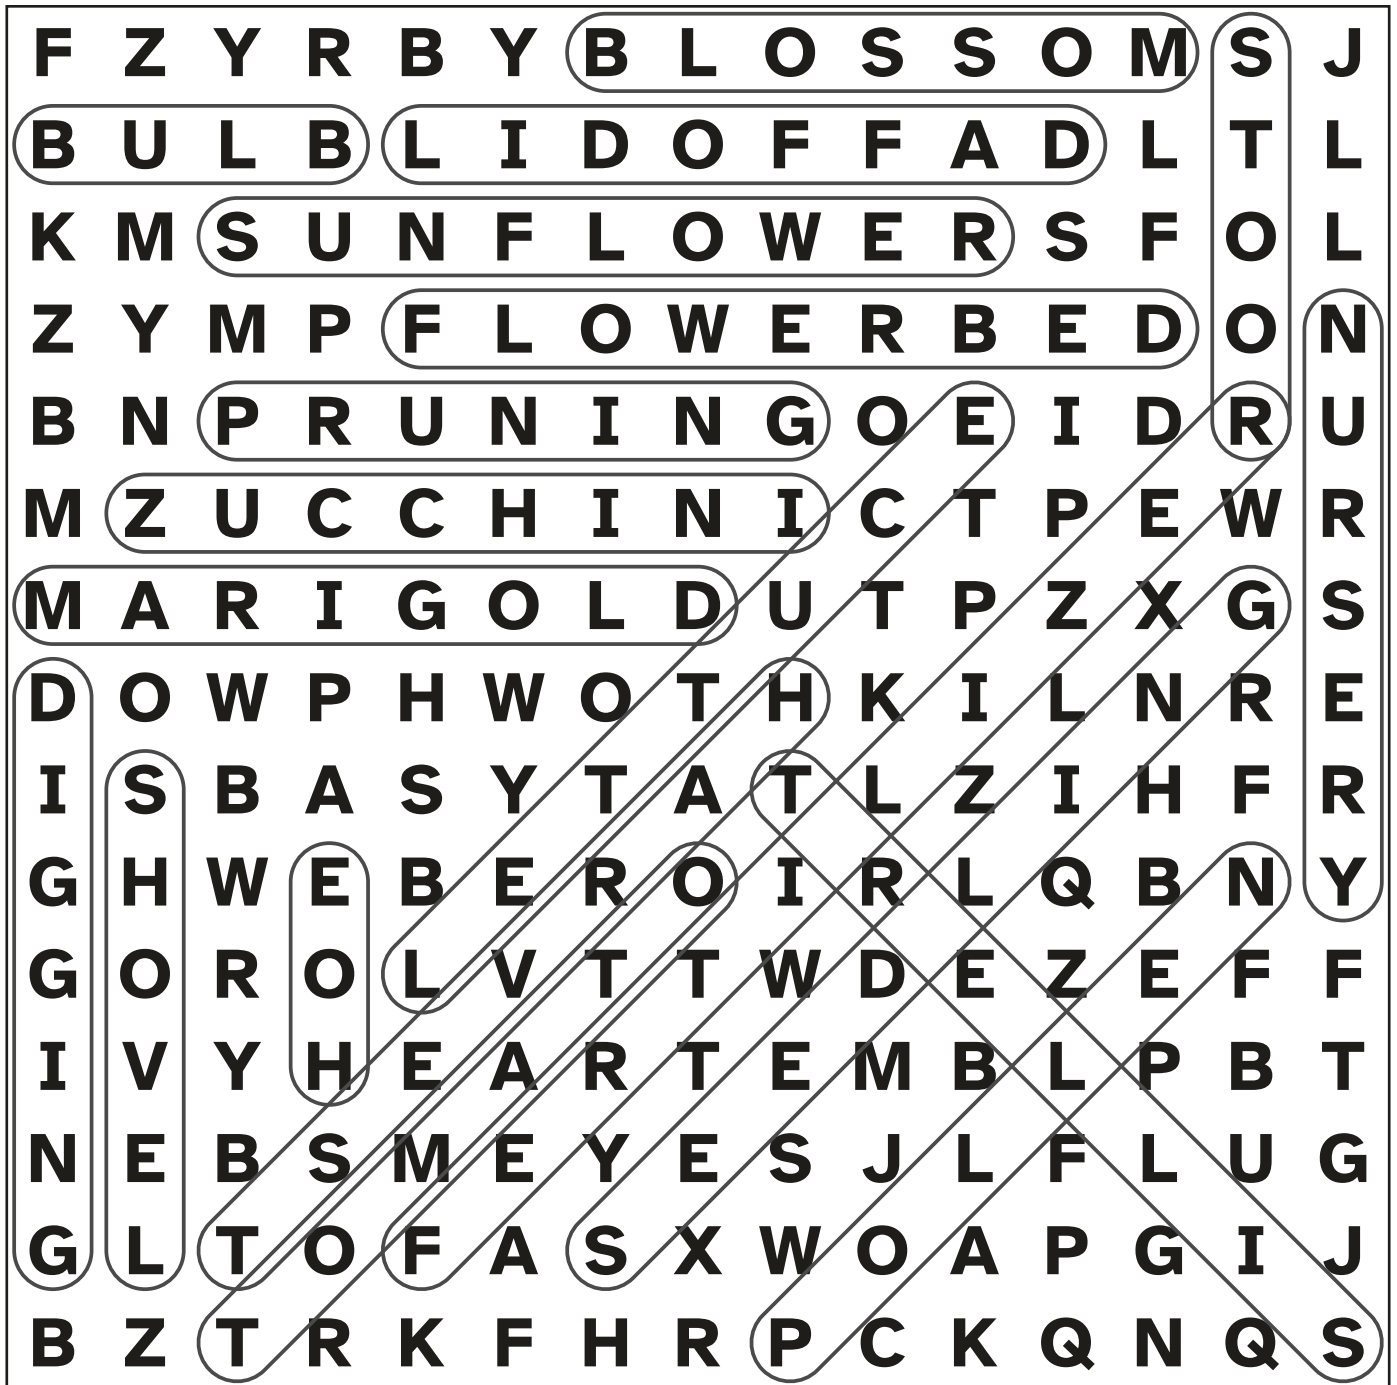 F Z Y R B Y B L O S S O M S J
B U L B L I D O F F A D L T L
K M S U N F L O W E R S F O L
Z Y M P F L O W E R B E D O N
B N P R U N I N G O E I D R U
M Z U C C H I N I C T P E W R
M A R I G O L D U T P Z X G S
D O W P H W O T H K I L N R E
I S B A S Y T A T L Z I H F R
G H W E B E R O I R L Q B N Y
G O R O L V T T W D E Z E F F
I V Y H E A R T E M B L P B T
N E B S M E Y E S J L F L U G
G L T O F A S X W O A P G I J
B Z T R K F H R P C K Q N Q S